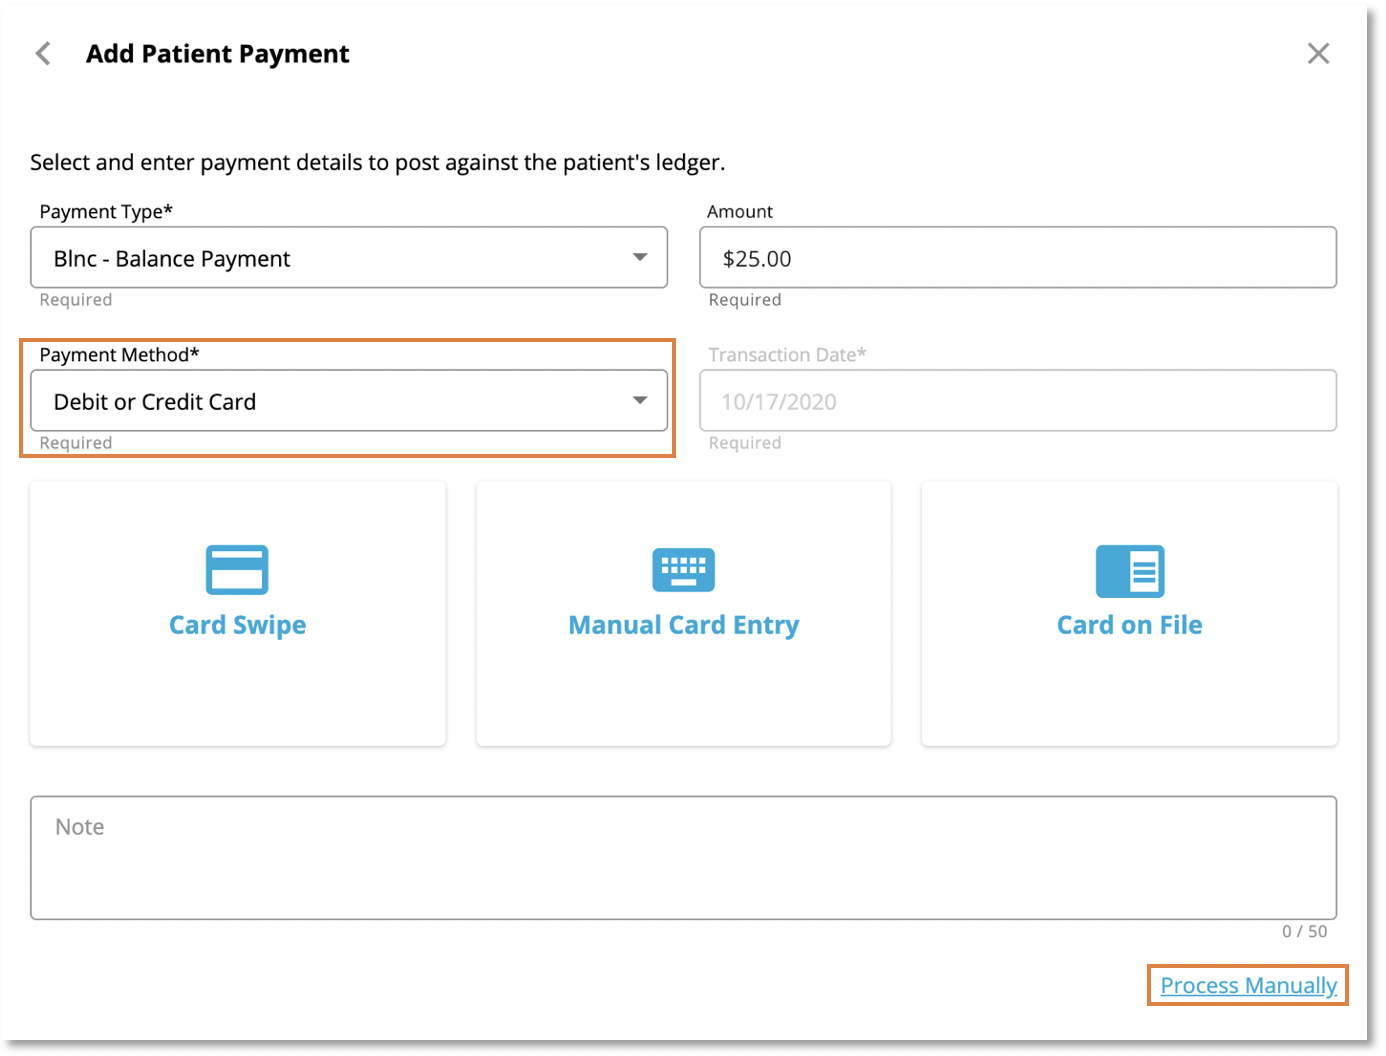 Add Patient Payment
Select and enter payment details to post against the patient's ledger.
Payment Type*
Amount
Blnc - Balance Payment
$25.00
Required
Required
Payment Method*
Transaction Date*
Debit or Credit Card
10/17/2020
Required
Required
Card Swipe
Manual Card Entry
Card on File
Note
0 / 50
Process Manually